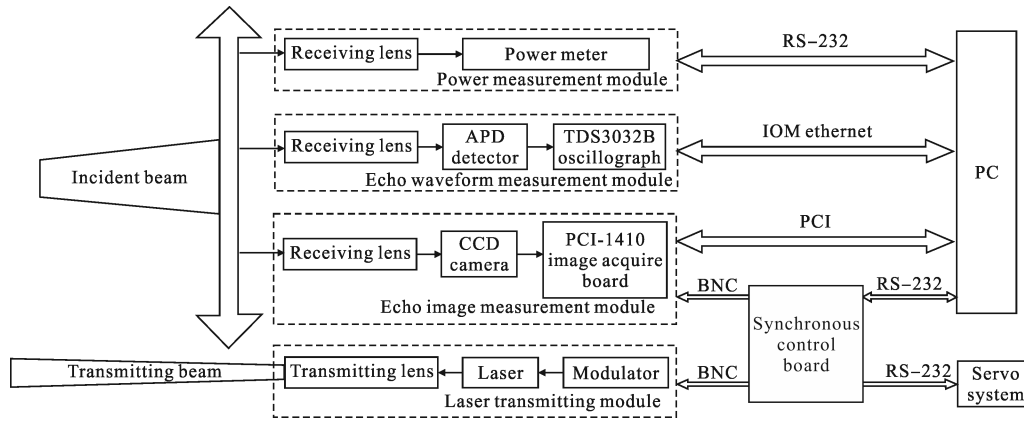 Receiving lens
Power meter
Power measurement module
RS-232
Receiving lens
APD
detector
TDS3032B
oscillograph
Echo waveform measurement module
IOM ethernet
PC
Incident beam
Receiving lens
CCD
camera
PCI-1410
image acquire
board
Echo image measurement module
PCI
BNC
RS-232
Synchronous
control
board
Transmitting beam
Transmitting lens
Laser
Modulator
Laser transmitting module
BNC
RS-232
Servo
system